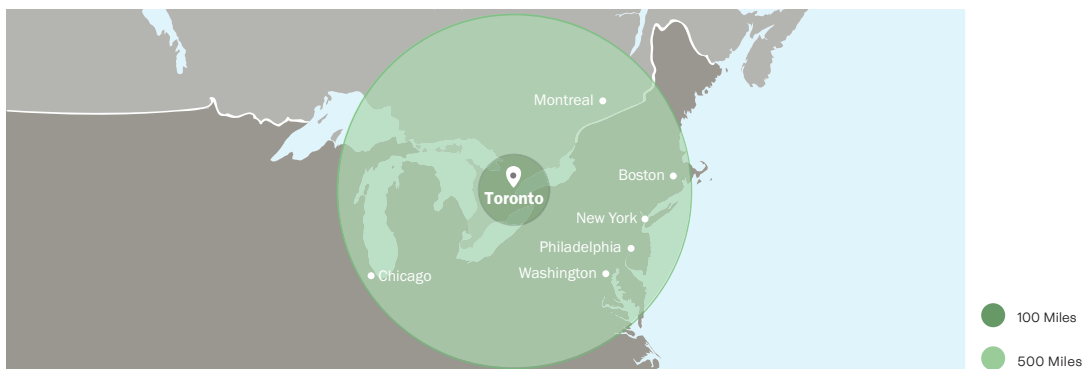 Montreal
Boston
Toronto
New York
Philadelphia
Washington
Chicago
100 Miles
500 Miles